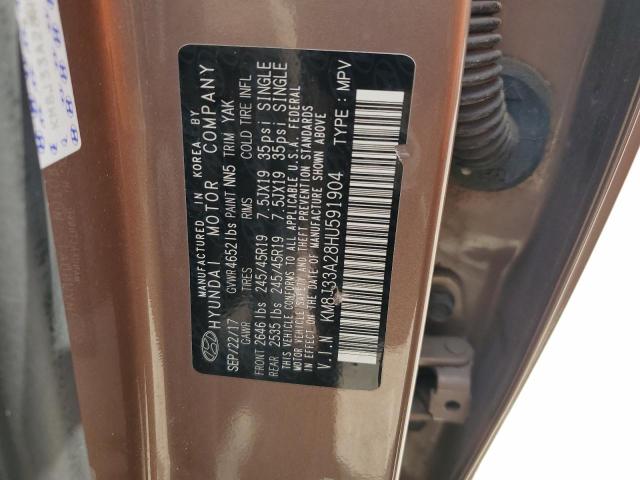 MANUFACTURED IN KOREA BY
HYUNDAI MOTOR COMPANY
SEP/22/17 GVWR 4652 lbs PAINT NN5 TRIM YAK
GAWR TIRES RIMS COLD TIRE INFL
FRONT 2646 lbs 245/45R19 7.5JX19 35psi SINGLE
REAR 2535 lbs 245/45R19 7.5JX19 35psi SINGLE
THIS VEHICLE CONFORMS TO ALL APPLICABLE U.S.A. FEDERAL
MOTOR VEHICLE SAFETY BUMPER, AND THEFT PREVENTION STANDARDS
IN EFFECT ON THE DATE OF MANUFACTURE SHOWN ABOVE
V.I.N KM8J33A28HU591904 TYPE : MPV